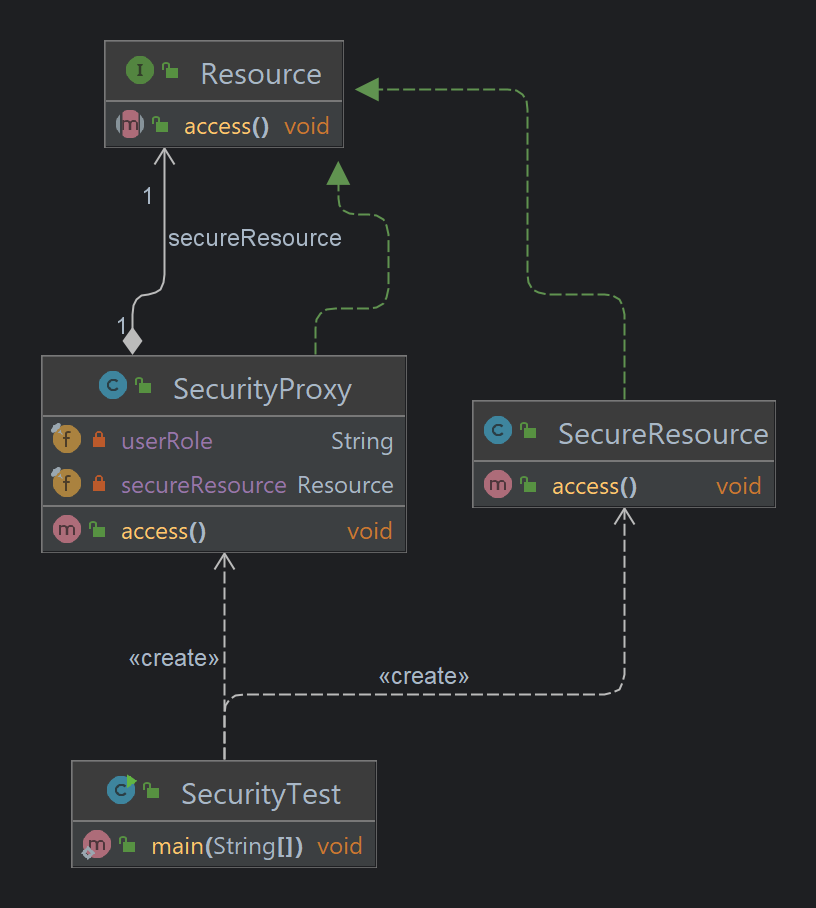 I Resource
m access() void
1
secureResource
1
C SecurityProxy
f userRole String
f secureResource Resource
m access() void
C SecureResource
m access() void
«create»
«create»
C SecurityTest
m main(String[]) void